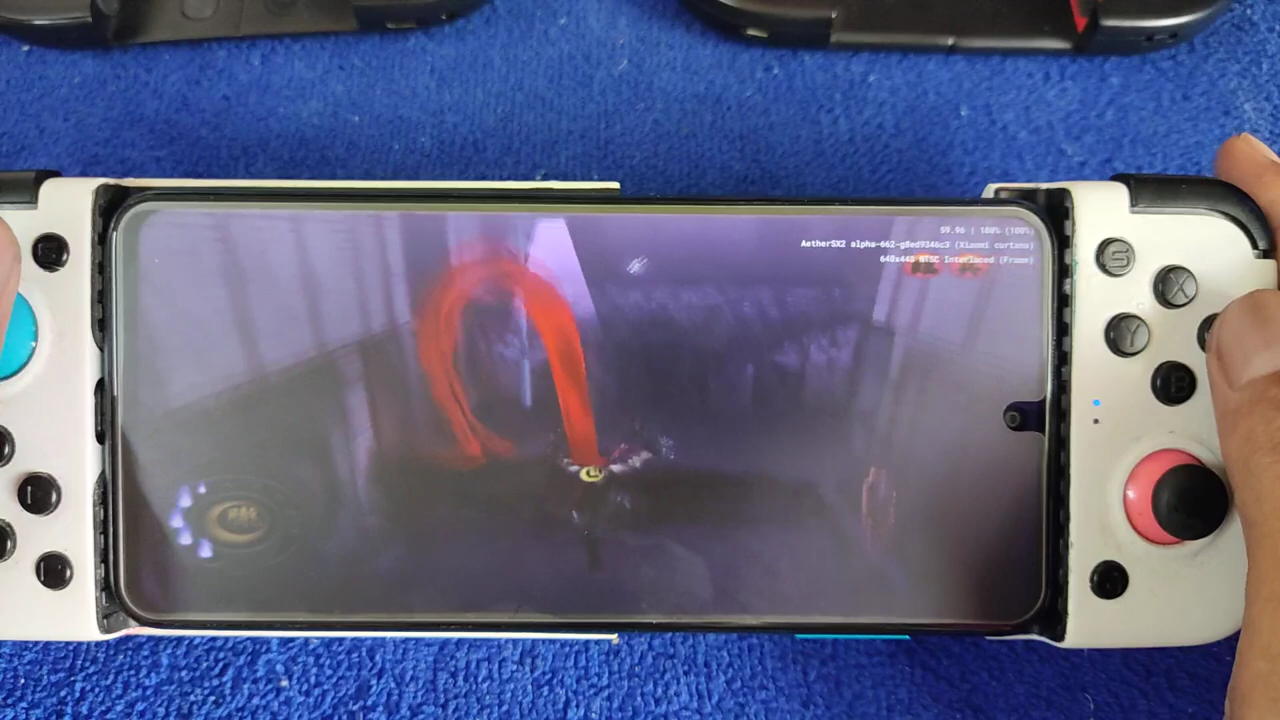 59.96 | 100% (100%)
AetherSX2 alpha-662-g8ed9346c3 (Xiaomi curtana)
640x448 NTSC Interlaced (Frame)
S
X
Y
B